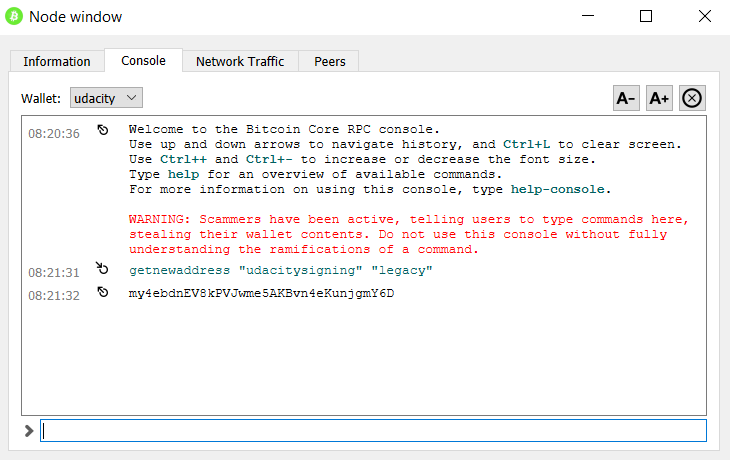 Node window
Information
Console
Network Traffic
Peers
Wallet: udacity
A-
A+
08:20:36
Welcome to the Bitcoin Core RPC console.
Use up and down arrows to navigate history, and Ctrl+L to clear screen.
Use Ctrl++ and Ctrl+- to increase or decrease the font size.
Type help for an overview of available commands.
For more information on using this console, type help-console.
WARNING: Scammers have been active, telling users to type commands here,
stealing their wallet contents. Do not use this console without fully
understanding the ramifications of a command.
08:21:31
getnewaddress "udacitysigning" "legacy"
08:21:32
my4ebdnEV8kPVJwme5AKBvn4eKunjgmY6D